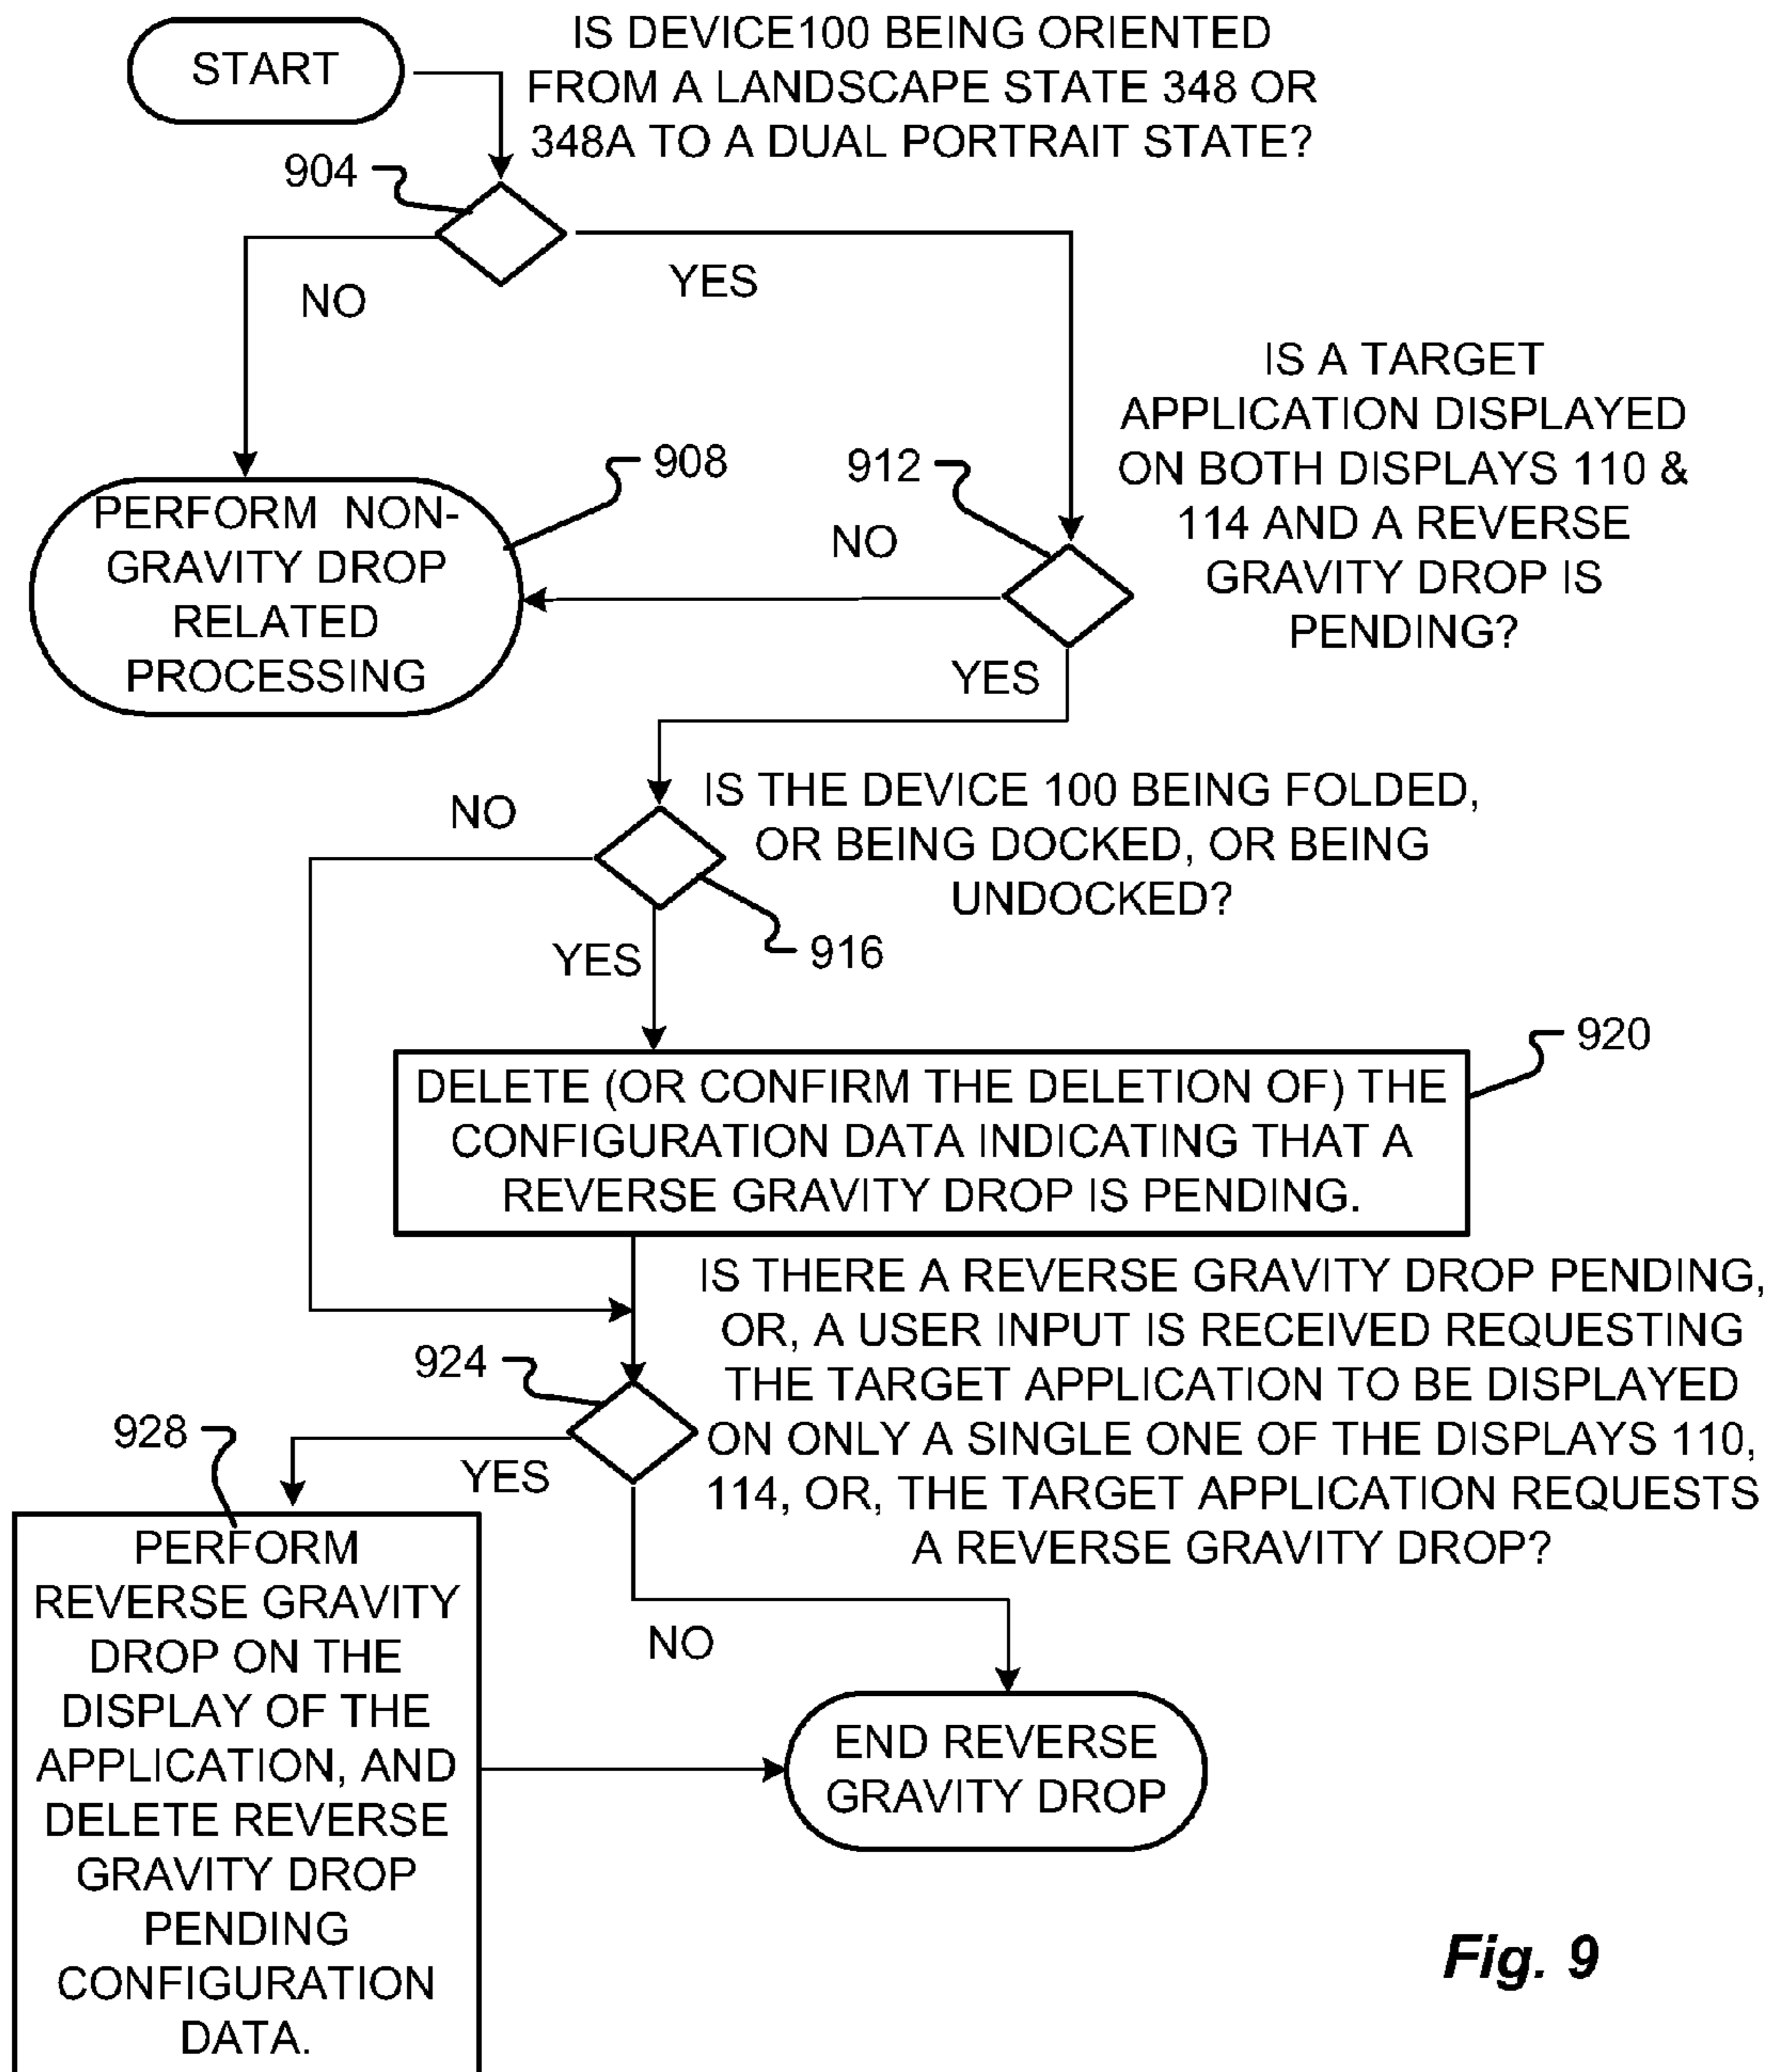 START
IS DEVICE100 BEING ORIENTED
FROM A LANDSCAPE STATE 348 OR
348A TO A DUAL PORTRAIT STATE?
904
NO
YES
IS A TARGET
APPLICATION DISPLAYED
ON BOTH DISPLAYS 110 &
114 AND A REVERSE
GRAVITY DROP IS
PENDING?
908
912
NO
PERFORM NON-
GRAVITY DROP
RELATED
PROCESSING
YES
NO
IS THE DEVICE 100 BEING FOLDED,
OR BEING DOCKED, OR BEING
UNDOCKED?
916
YES
920
DELETE (OR CONFIRM THE DELETION OF) THE
CONFIGURATION DATA INDICATING THAT A
REVERSE GRAVITY DROP IS PENDING.
IS THERE A REVERSE GRAVITY DROP PENDING,
OR, A USER INPUT IS RECEIVED REQUESTING
THE TARGET APPLICATION TO BE DISPLAYED
ON ONLY A SINGLE ONE OF THE DISPLAYS 110,
114, OR, THE TARGET APPLICATION REQUESTS
A REVERSE GRAVITY DROP?
924
928
YES
NO
PERFORM
REVERSE GRAVITY
DROP ON THE
DISPLAY OF THE
APPLICATION, AND
DELETE REVERSE
GRAVITY DROP
PENDING
CONFIGURATION
DATA.
END REVERSE
GRAVITY DROP
Fig. 9